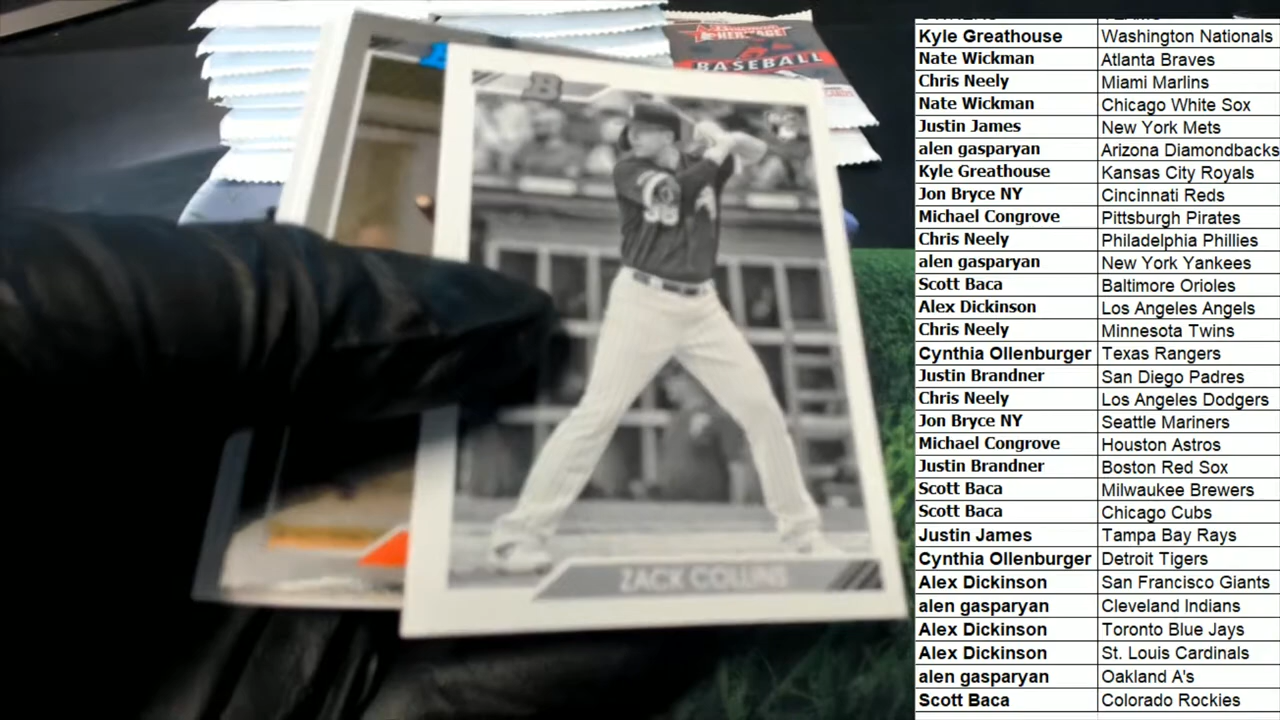 Kyle Greathouse Washington Nationals
Nate Wickman Atlanta Braves
Chris Neely Miami Marlins
Nate Wickman Chicago White Sox
Justin James New York Mets
alen gasparyan Arizona Diamondbacks
Kyle Greathouse Kansas City Royals
Jon Bryce NY Cincinnati Reds
Michael Congrove Pittsburgh Pirates
Chris Neely Philadelphia Phillies
alen gasparyan New York Yankees
Scott Baca Baltimore Orioles
Alex Dickinson Los Angeles Angels
Chris Neely Minnesota Twins
Cynthia Ollenburger Texas Rangers
Justin Brandner San Diego Padres
Chris Neely Los Angeles Dodgers
Jon Bryce NY Seattle Mariners
Michael Congrove Houston Astros
Justin Brandner Boston Red Sox
Scott Baca Milwaukee Brewers
Scott Baca Chicago Cubs
Justin James Tampa Bay Rays
Cynthia Ollenburger Detroit Tigers
Alex Dickinson San Francisco Giants
alen gasparyan Cleveland Indians
Alex Dickinson Toronto Blue Jays
Alex Dickinson St. Louis Cardinals
alen gasparyan Oakland A's
Scott Baca Colorado Rockies
HERITAGE
BASEBALL
B
ZACK COLLINS